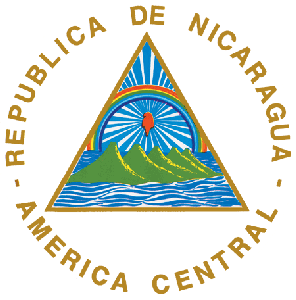 REPUBLICA DE NICARAGUA
- AMERICA CENTRAL -